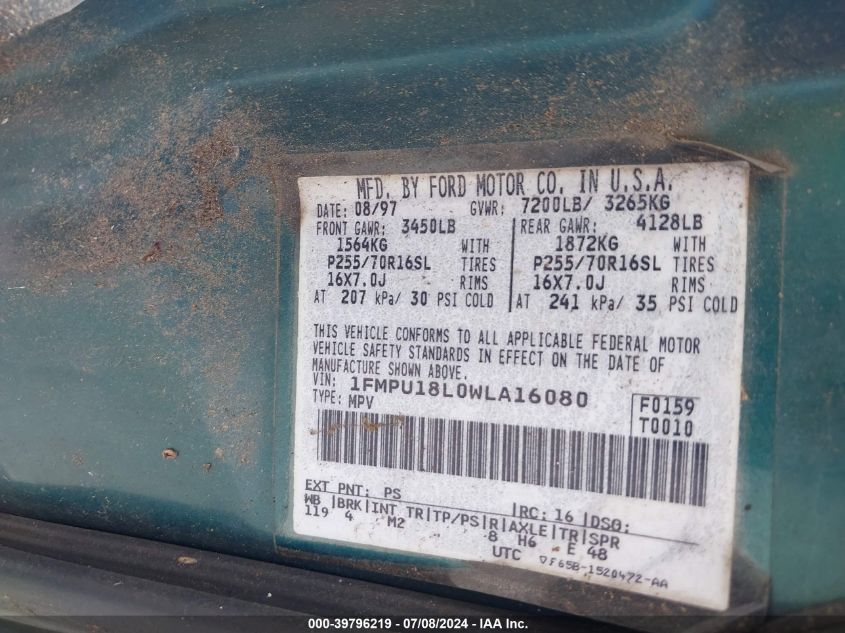 MFD. BY FORD MOTOR CO. IN U.S.A.
DATE: 08/97 GVWR: 7200LB/ 3265KG
FRONT GAWR: 3450LB REAR GAWR: 4128LB
1564KG WITH 1872KG WITH
P255/70R16SL TIRES P255/70R16SL TIRES
16X7.0J RIMS 16X7.0J RIMS
AT 207 kPa/ 30 PSI COLD AT 241 kPa/ 35 PSI COLD
THIS VEHICLE CONFORMS TO ALL APPLICABLE FEDERAL MOTOR
VEHICLE SAFETY STANDARDS IN EFFECT ON THE DATE OF
MANUFACTURE SHOWN ABOVE.
VIN: 1FMPU18L0WLA16080
TYPE: MPV
F0159
T0010
EXT PNT: PS RC: 16 DSO:
WB BRK INT TR TP/PS R AXLE TR SPR
119 4 M2 8 H6 E 48
UTC F65B-1520472-AA
000-39796219 - 07/08/2024 - IAAI.COM